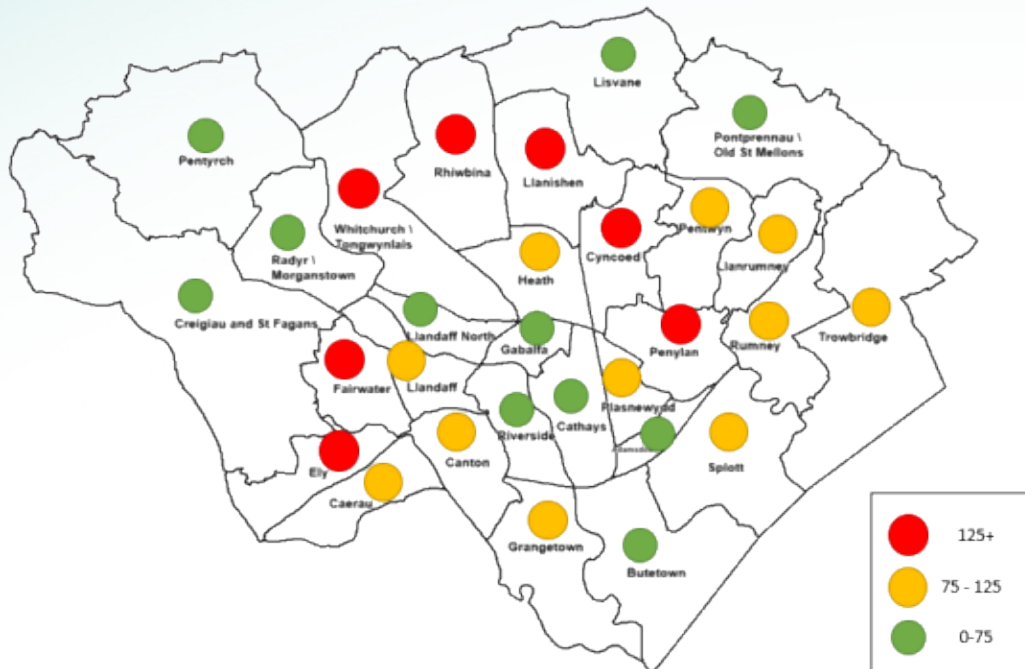 Lisvane
Pontprennau \
Old St Mellons
Pentyrch
Rhiwbina
Llanishen
Whitchurch \
Tongwynlais
Pentwyn
Radyr \
Morganstown
Cyncoed
Llanrumney
Heath
Creigiau and St Fagans
Llandaff North
Gabalfa
Penylan
Rumney
Trowbridge
Fairwater
Llandaff
Plasnewydd
Cathays
Riverside
Canton
Splott
Ely
Caerau
Grangetown
Butetown
125+
75 - 125
0-75